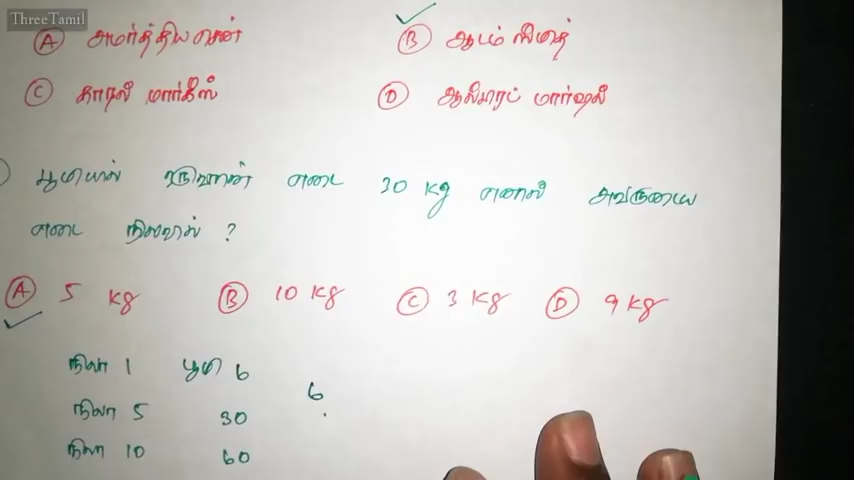 ThreeTamil
A அமர்த்தியசென் B ஆடம் ஸ்மித்
C காரல் மார்க்ஸ் D ஆல்பிரட் மார்ஷல்
பூமியில் ஒருவரின் எடை 30 kg எனில் அவருடைய
எடை நிலவில் ?
A 5 kg B 10 kg C 3 kg D 9 kg
நிலா 1 பூமி 6
6
நிலா 5 30
நிலா 10 60